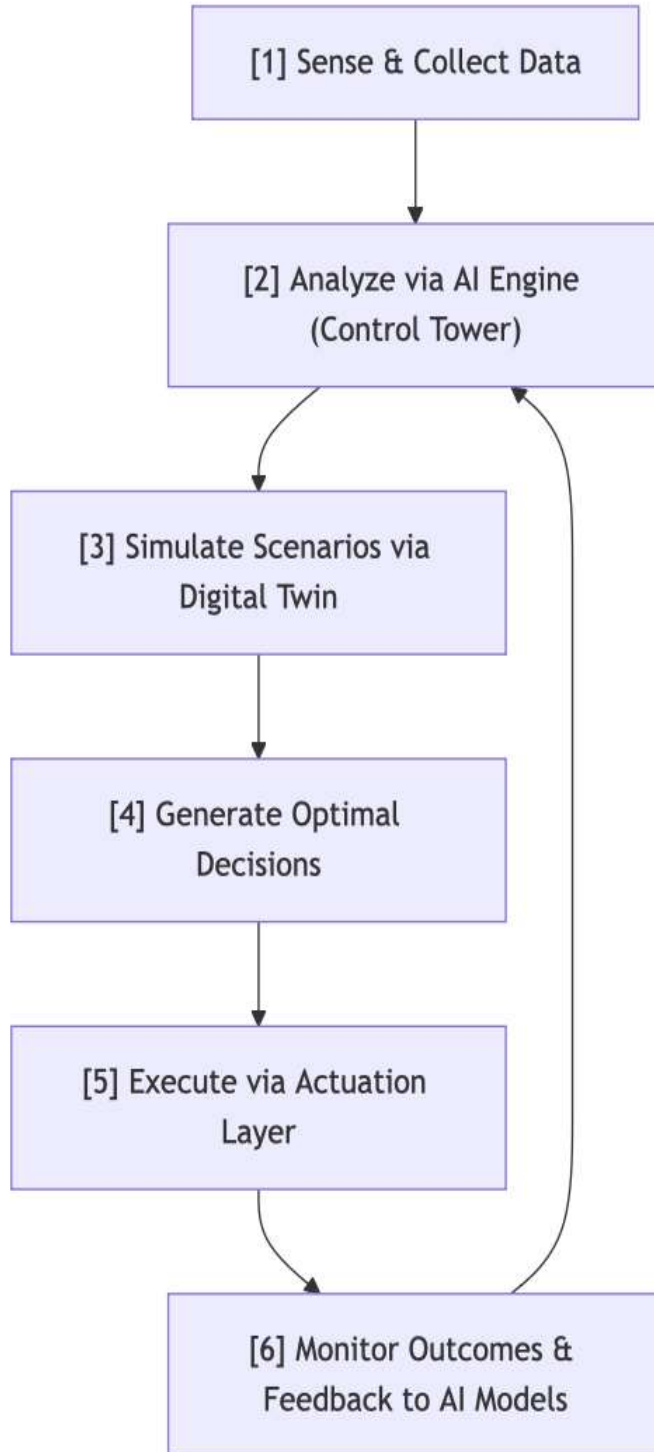 [1] Sense & Collect Data
[2] Analyze via AI Engine
(Control Tower)
[3] Simulate Scenarios via
Digital Twin
[4] Generate Optimal
Decisions
[5] Execute via Actuation
Layer
[6] Monitor Outcomes &
Feedback to AI Models